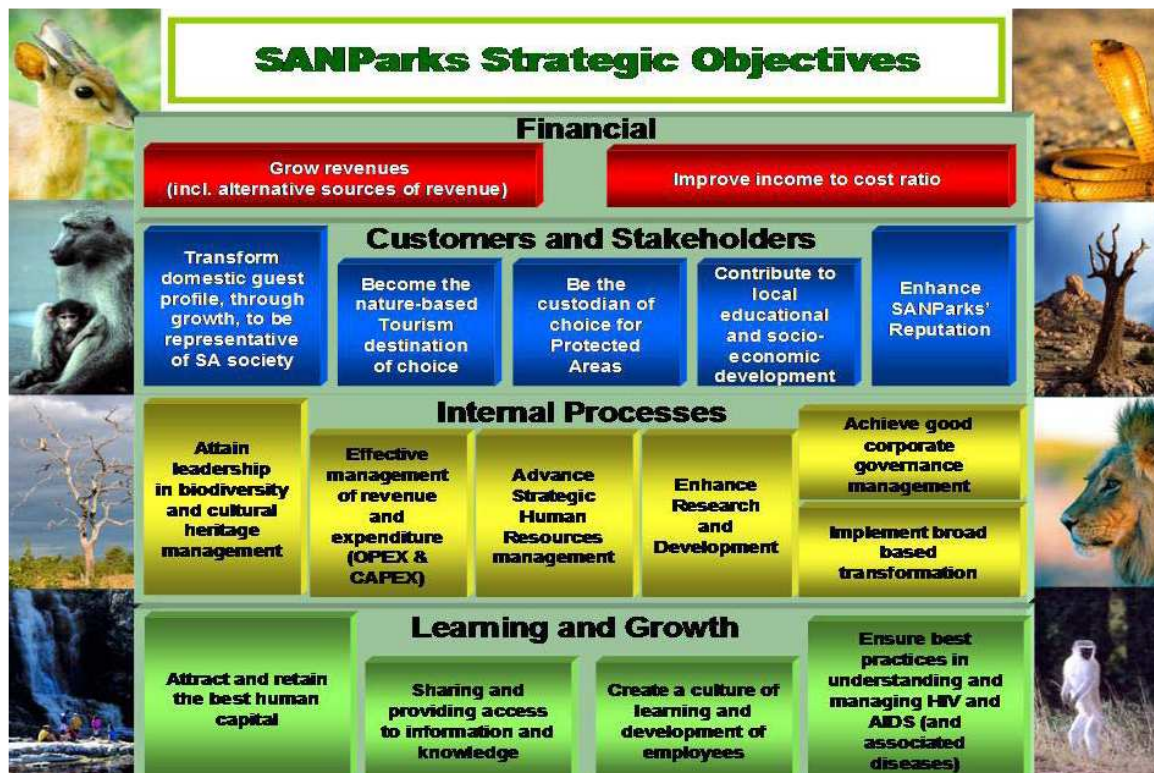 SANParks Strategic Objectives
Financial
Grow revenues
(incl. alternative sources of revenue)
Improve income to cost ratio
Customers and Stakeholders
Transform
domestic guest
profile, through
growth, to be
representative
of SA society
Become the
nature-based
Tourism
destination
of choice
Be the
custodian of
choice for
Protected
Areas
Contribute to
local
educational
and socio-
economic
development
Enhance
SANParks'
Reputation
Internal Processes
Attain
leadership
in biodiversity
and cultural
heritage
management
Effective
management
of revenue
and
expenditure
(OPEX &
CAPEX)
Advance
Strategic
Human
Resources
management
Enhance
Research
and
Development
Achieve good
corporate
governance
management
Implement broad
based
transformation
Learning and Growth
Attract and retain
the best human
capital
Sharing and
providing access
to information and
knowledge
Create a culture of
learning and
development of
employees
Ensure best
practices in
understanding and
managing HIV and
AIDS (and
associated
diseases)